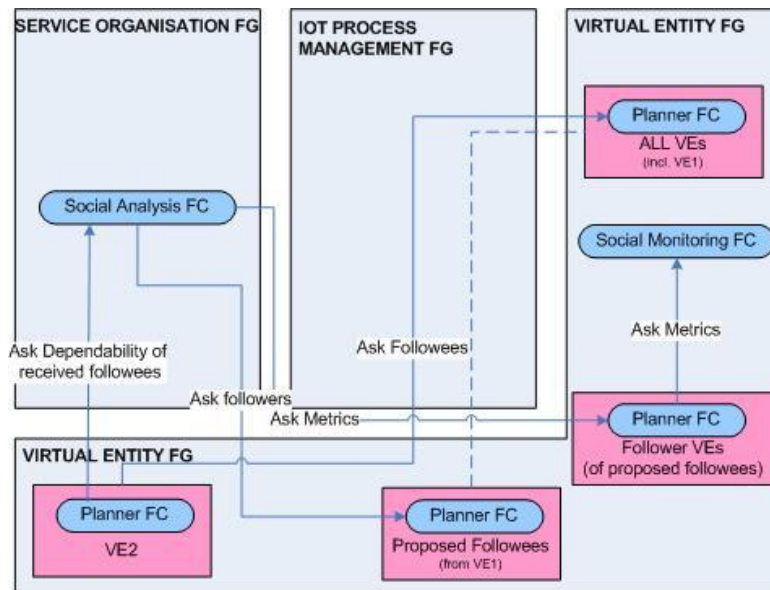 SERVICE ORGANISATION FG
IOT PROCESS
MANAGEMENT FG
VIRTUAL ENTITY FG
Planner FC
ALL VEs
(incl. VE1)
Social Analysis FC
Social Monitoring FC
Ask Dependability of
received followees
Ask Followees
Ask Metrics
Ask followers
Ask Metrics
Planner FC
Follower VEs
(of proposed followees)
VIRTUAL ENTITY FG
Planner FC
VE2
Planner FC
Proposed Followees
(from VE1)